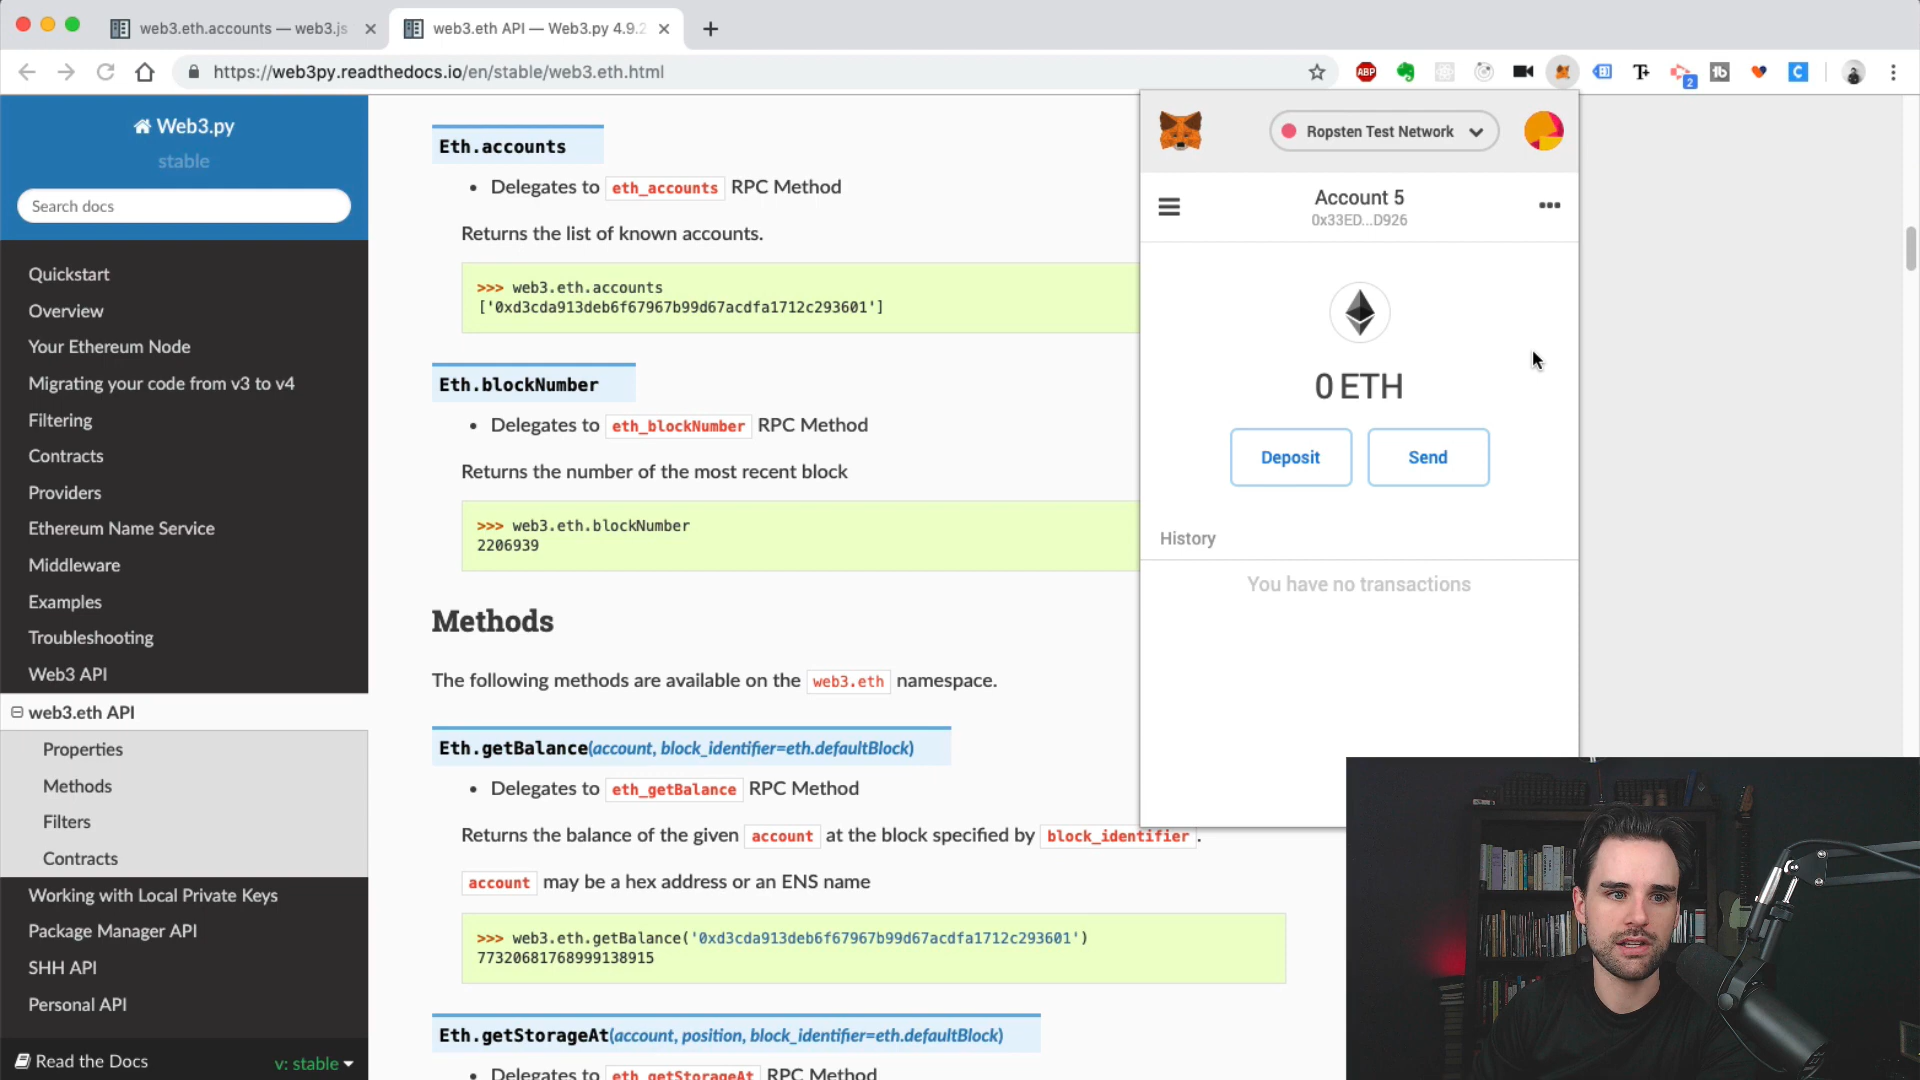 web3.eth.accounts — web3.js
web3.eth API — Web3.py 4.9.2
https://web3py.readthedocs.io/en/stable/web3.eth.html
ABP
2
Web3.py
stable
Search docs
Quickstart
Overview
Your Ethereum Node
Migrating your code from v3 to v4
Filtering
Contracts
Providers
Ethereum Name Service
Middleware
Examples
Troubleshooting
Web3 API
web3.eth API
Properties
Methods
Filters
Contracts
Working with Local Private Keys
Package Manager API
SHH API
Personal API
Read the Docs
v: stable
Eth.accounts
• Delegates to eth_accounts RPC Method
Returns the list of known accounts.
>>> web3.eth.accounts
['0xd3cda913deb6f67967b99d67acdfa1712c293601']
Eth.blockNumber
• Delegates to eth_blockNumber RPC Method
Returns the number of the most recent block
>>> web3.eth.blockNumber
2206939
Methods
The following methods are available on the web3.eth namespace.
Eth.getBalance(account, block_identifier=eth.defaultBlock)
• Delegates to eth_getBalance RPC Method
Returns the balance of the given account at the block specified by block_identifier.
account may be a hex address or an ENS name
>>> web3.eth.getBalance('0xd3cda913deb6f67967b99d67acdfa1712c293601')
77320681768999138915
Eth.getStorageAt(account, position, block_identifier=eth.defaultBlock)
• Delegates to eth_getStorageAt RPC Method
Ropsten Test Network
Account 5
0x33ED...D926
0 ETH
Deposit
Send
History
You have no transactions